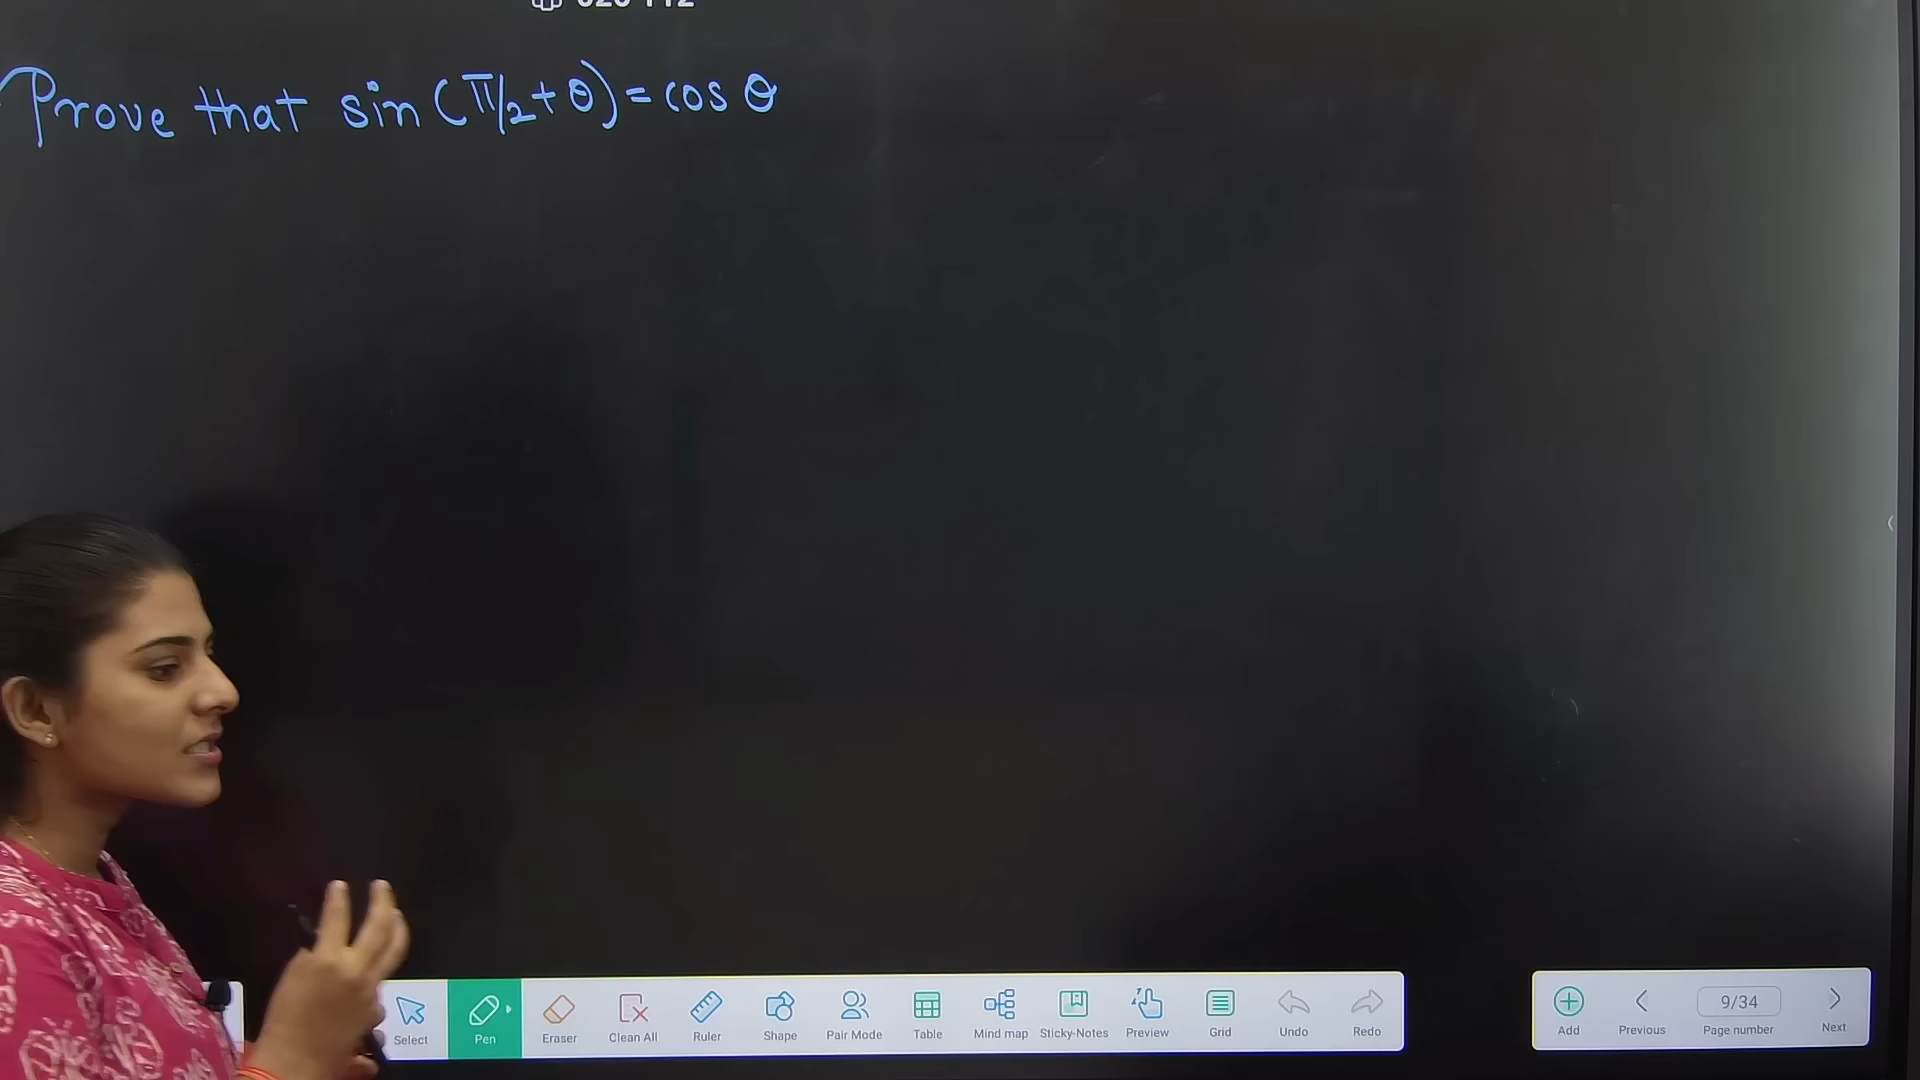 Prove that sin(π/2+θ)=cos θ
Select
Pen
Eraser
Clean All
Ruler
Shape
Pair Mode
Table
Mind map
Sticky-Notes
Preview
Grid
Undo
Redo
Add
Previous
9/34
Page number
Next